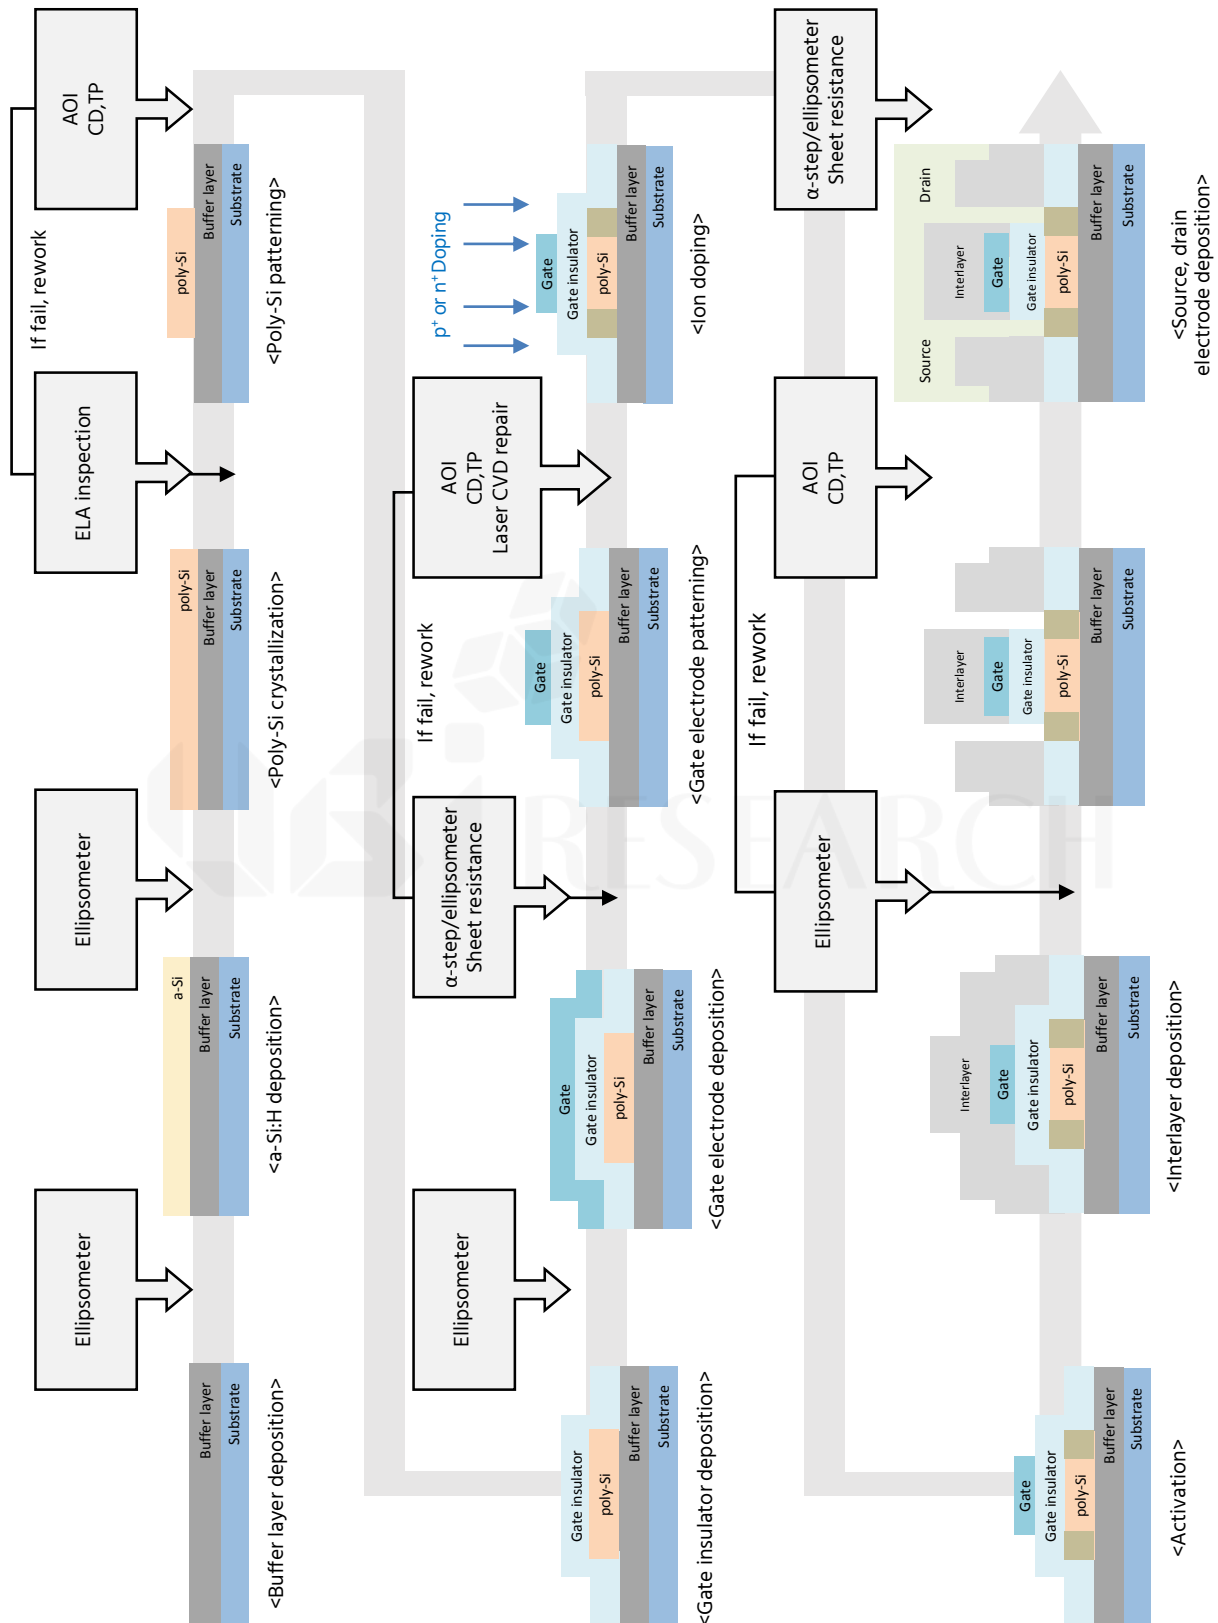 If fail, rework
Ellipsometer
Ellipsometer
ELA inspection
AOI
CD,TP
Buffer layer
Substrate
<Buffer layer deposition>
a-Si
Buffer layer
Substrate
<a-Si:H deposition>
poly-Si
Buffer layer
Substrate
<Poly-Si crystallization>
poly-Si
Buffer layer
Substrate
<Poly-Si patterning>
If fail, rework
Ellipsometer
α-step/ellipsometer
Sheet resistance
AOI
CD,TP
Laser CVD repair
p⁺ or n⁺ Doping
Gate insulator
poly-Si
Buffer layer
Substrate
<Gate insulator deposition>
Gate
Gate insulator
poly-Si
Buffer layer
Substrate
<Gate electrode deposition>
Gate
Gate insulator
poly-Si
Buffer layer
Substrate
<Gate electrode patterning>
Gate
Gate insulator
poly-Si
Buffer layer
Substrate
<Ion doping>
UBi RESEARCH
If fail, rework
Ellipsometer
AOI
CD,TP
α-step/ellipsometer
Sheet resistance
Gate
Gate insulator
poly-Si
Buffer layer
Substrate
<Activation>
Interlayer
Gate
Gate insulator
poly-Si
Buffer layer
Substrate
<Interlayer deposition>
Interlayer
Gate
Gate insulator
poly-Si
Buffer layer
Substrate
Source
Drain
Interlayer
Gate
Gate insulator
poly-Si
Buffer layer
Substrate
<Source, drain
electrode deposition>